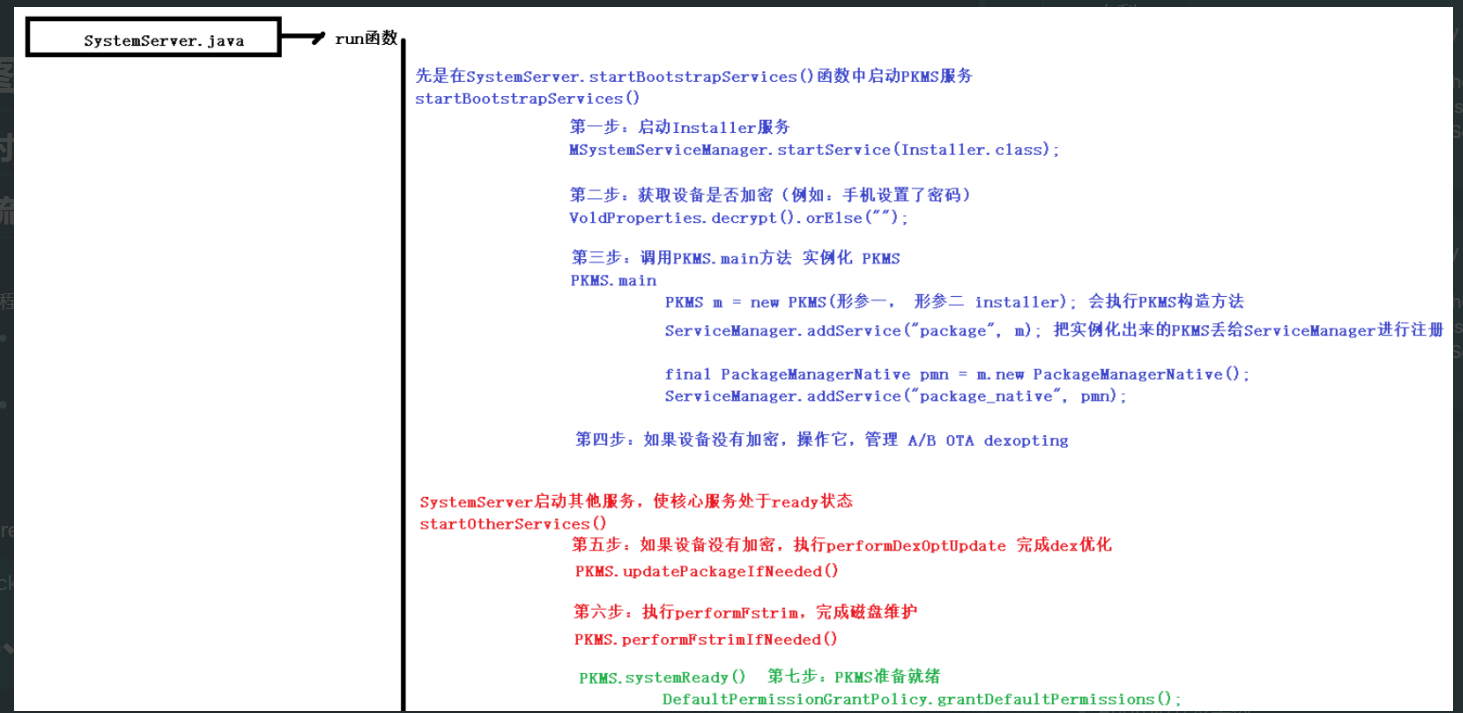 SystemServer.java
run函数
先是在SystemServer.startBootstrapServices()函数中启动PKMS服务
startBootstrapServices()
第一步：启动Installer服务
MSystemServiceManager.startService(Installer.class);
第二步：获取设备是否加密（例如：手机设置了密码）
VoldProperties.decrypt().orElse("");
第三步：调用PKMS.main方法 实例化 PKMS
PKMS.main
PKMS m = new PKMS(形参一， 形参二 installer); 会执行PKMS构造方法
ServiceManager.addService("package", m); 把实例化出来的PKMS丢给ServiceManager进行注册
final PackageManagerNative pmn = m.new PackageManagerNative();
ServiceManager.addService("package_native", pmn);
第四步：如果设备没有加密，操作它，管理 A/B OTA dexopting
SystemServer启动其他服务，使核心服务处于ready状态
startOtherServices()
第五步：如果设备没有加密，执行performDexOptUpdate 完成dex优化
PKMS.updatePackageIfNeeded()
第六步：执行performFstrim，完成磁盘维护
PKMS.performFstrimIfNeeded()
PKMS.systemReady() 第七步：PKMS准备就绪
DefaultPermissionGrantPolicy.grantDefaultPermissions();